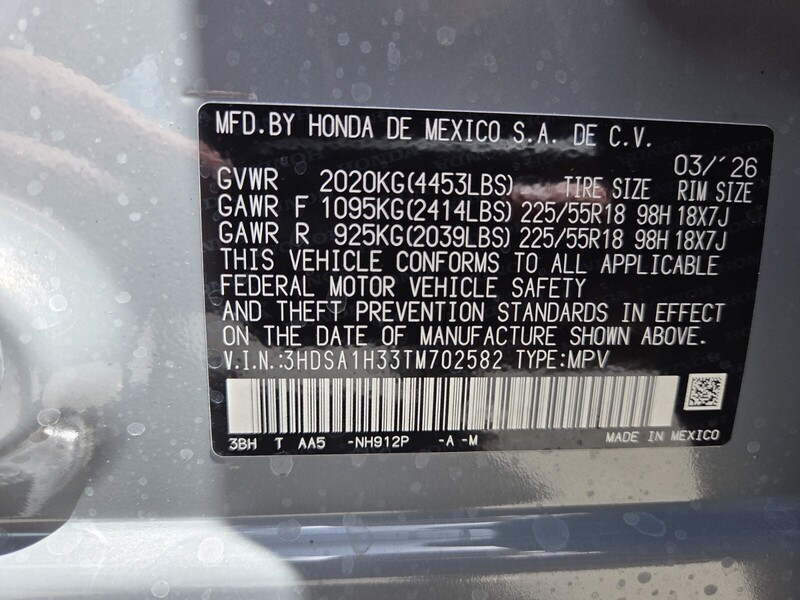 MFD.BY HONDA DE MEXICO S.A. DE C.V.
03/'26
GVWR 2020KG(4453LBS) TIRE SIZE RIM SIZE
GAWR F 1095KG(2414LBS) 225/55R18 98H 18X7J
GAWR R 925KG(2039LBS) 225/55R18 98H 18X7J
THIS VEHICLE CONFORMS TO ALL APPLICABLE
FEDERAL MOTOR VEHICLE SAFETY
AND THEFT PREVENTION STANDARDS IN EFFECT
ON THE DATE OF MANUFACTURE SHOWN ABOVE.
V.I.N.:3HDSA1H33TM702582 TYPE:MPV
3BH T AA5 -NH912P -A -M MADE IN MEXICO